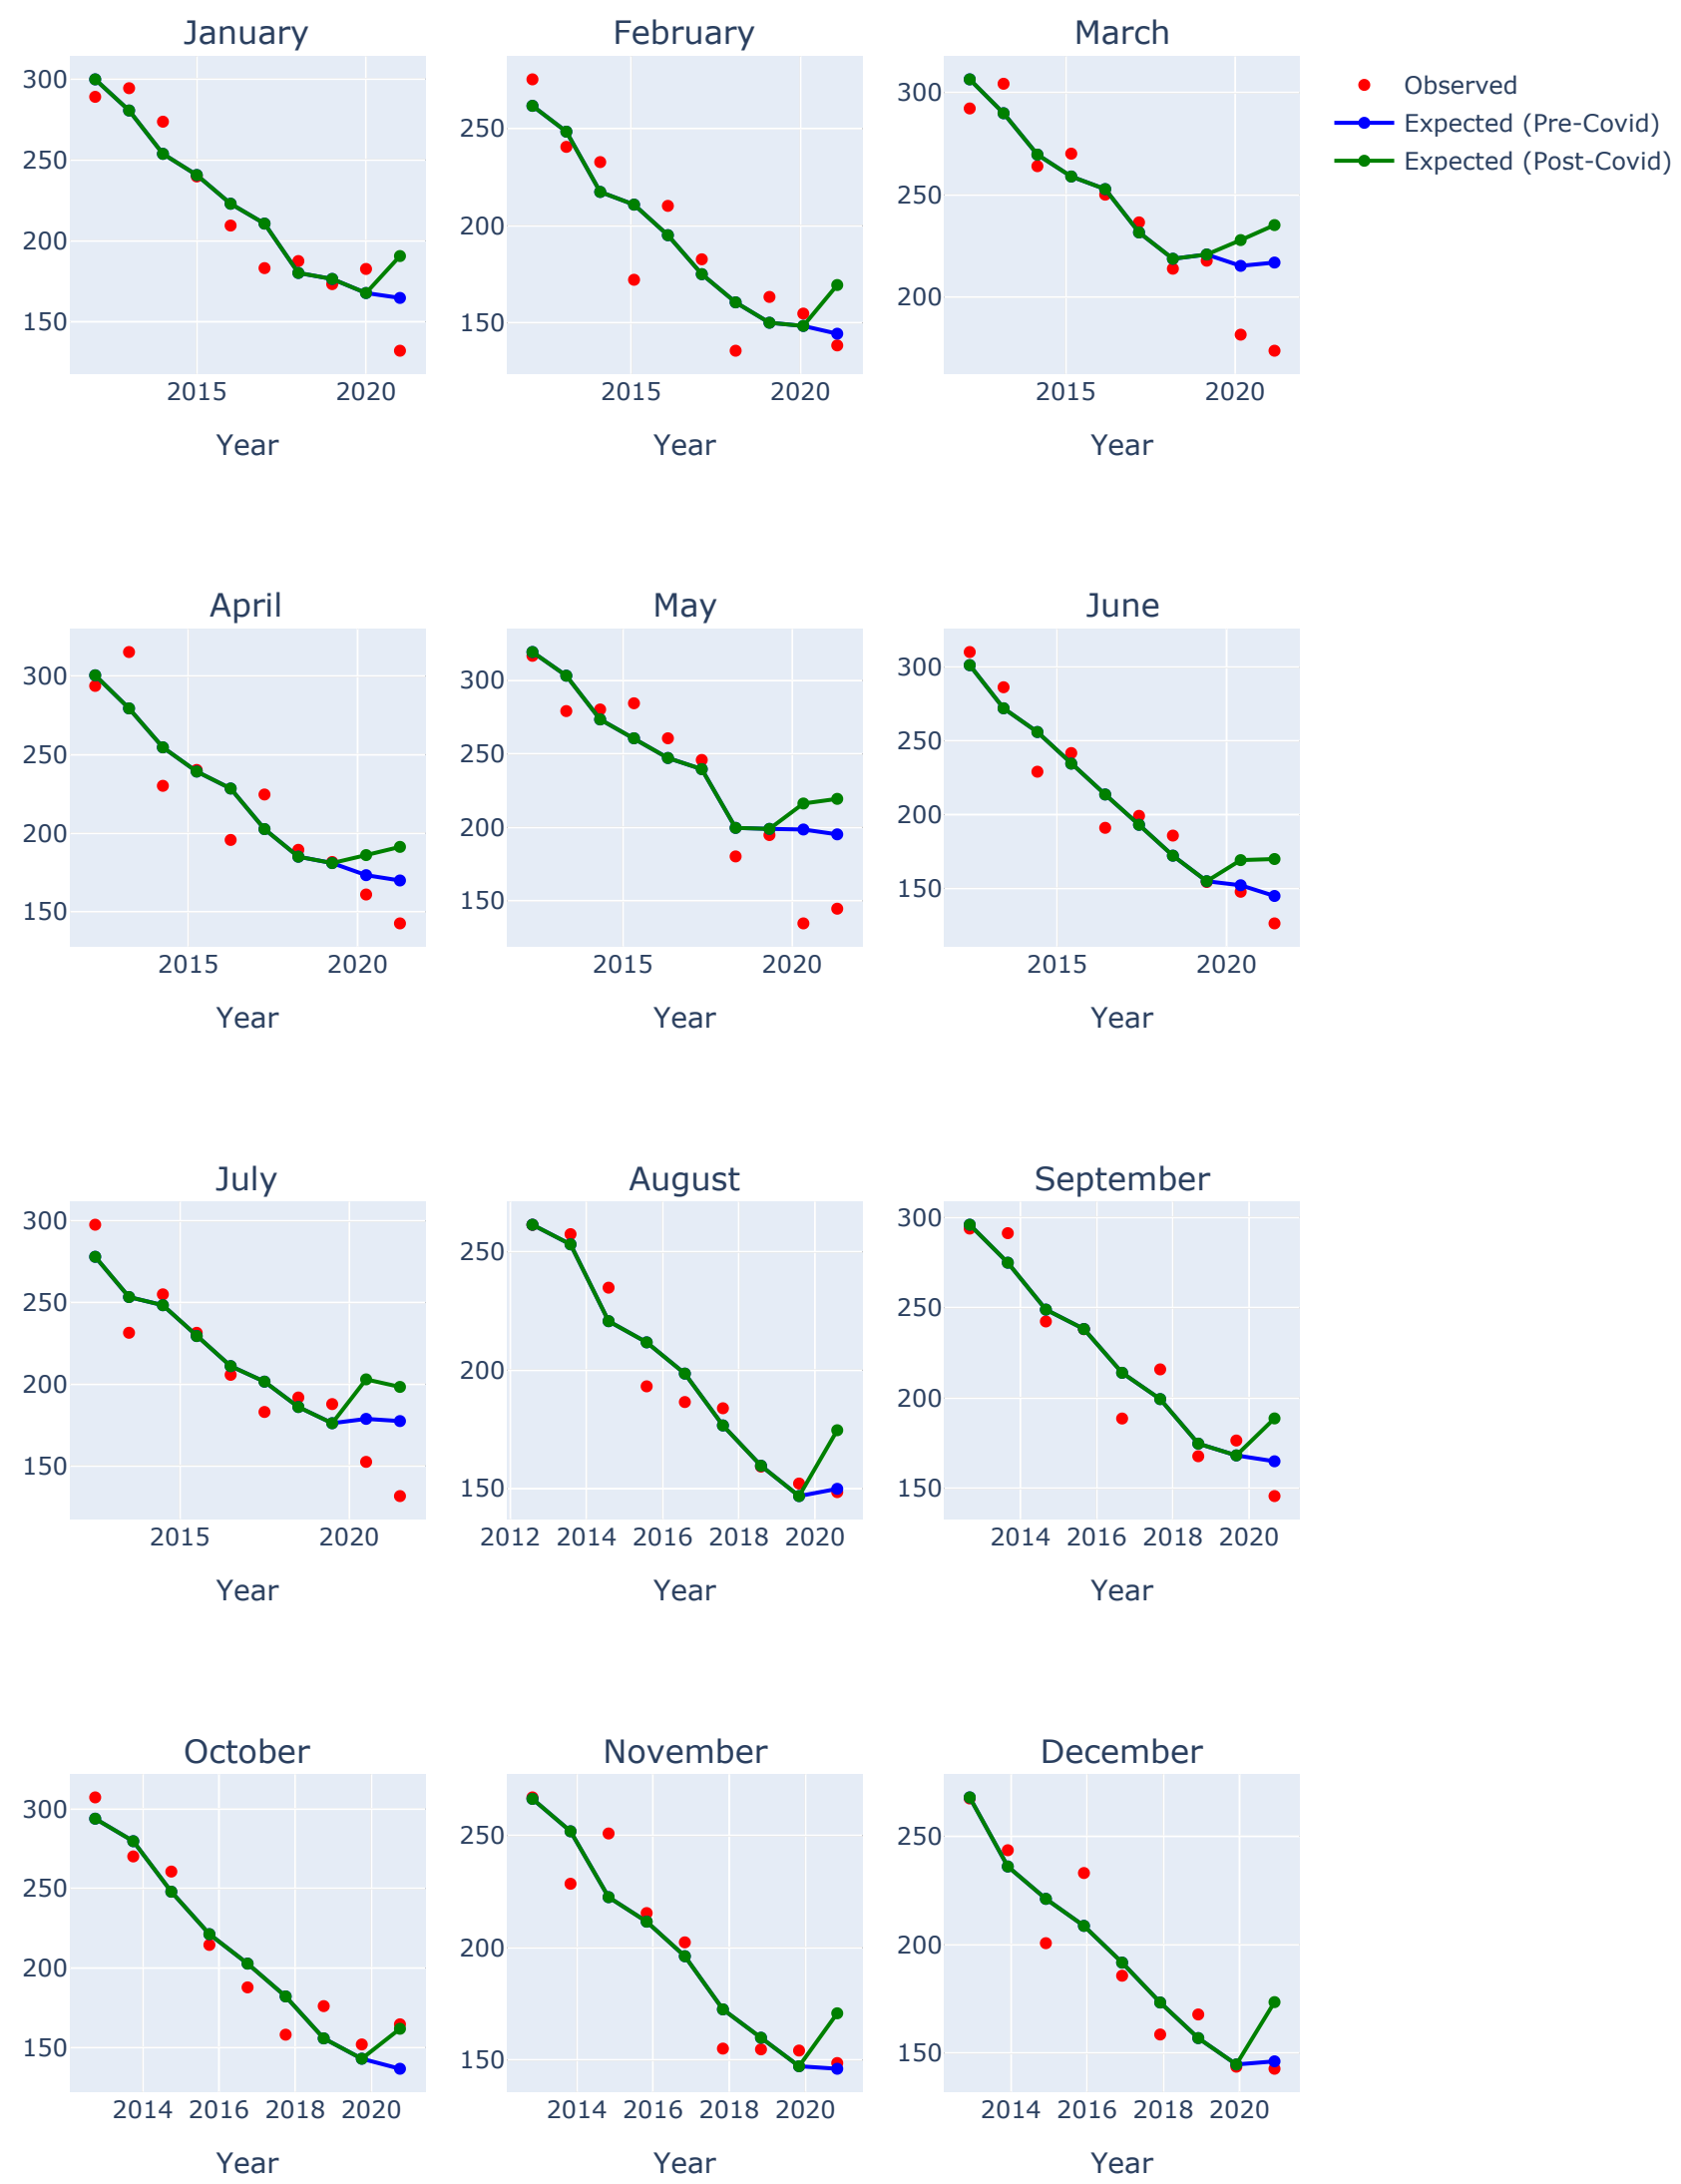 January
February
March
300
250
200
150
2015
2020
Year
250
200
150
2015
2020
Year
300
250
200
2015
2020
Year
Observed
Expected (Pre-Covid)
Expected (Post-Covid)
April
May
June
300
250
200
150
2015
2020
Year
300
250
200
150
2015
2020
Year
300
250
200
150
2015
2020
Year
July
August
September
300
250
200
150
2015
2020
Year
250
200
150
2012
2014
2016
2018
2020
Year
300
250
200
150
2014
2016
2018
2020
Year
October
November
December
300
250
200
150
2014
2016
2018
2020
Year
250
200
150
2014
2016
2018
2020
Year
250
200
150
2014
2016
2018
2020
Year